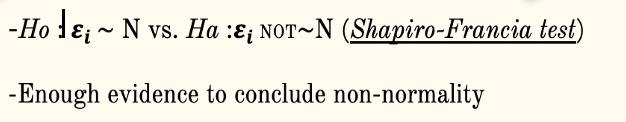 -Ho : εi ~ N vs. Ha :εi NOT~N (Shapiro-Francia test)
-Enough evidence to conclude non-normality